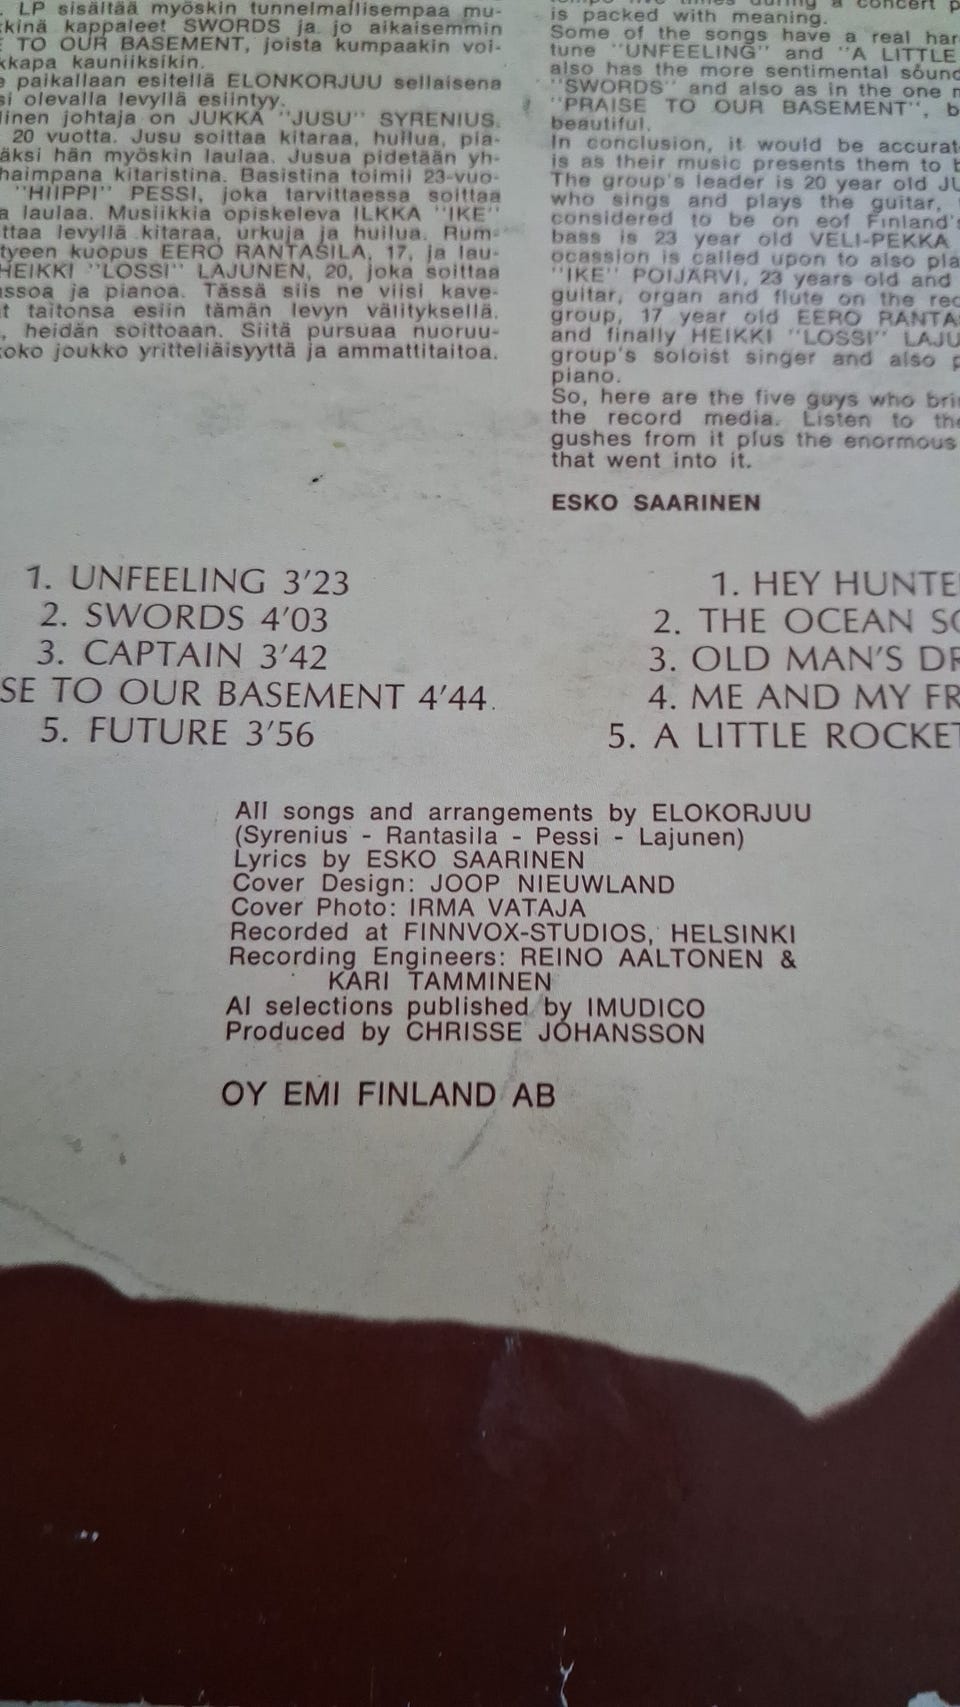 LP sisältää myöskin tunnelmallisempaa mu-
kinä kappaleet SWORDS ja jo aikaisemmin
TO OUR BASEMENT, joista kumpaakin voi-
kkapa kauniiksikin.
paikallaan esitellä ELONKORJUU sellaisena
si olevalla levyllä esiintyy.
linen johtaja on JUKKA "JUSU" SYRENIUS.
20 vuotta. Jusu soittaa kitaraa, huilua, pia-
äksi hän myöskin laulaa. Jusua pidetään yh-
haimpana kitaristina. Basistina toimii 23-vuo-
"HIIPPI" PESSI, joka tarvittaessa soittaa
a laulaa. Musiikkia opiskeleva ILKKA "IKE"
ittaa levyllä kitaraa, urkuja ja huilua. Rum-
tyeen kuopus EERO RANTASILA, 17, ja lau-
HEIKKI "LOSSI" LAJUNEN, 20, joka soittaa
assoa ja pianoa. Tässä siis ne viisi kave-
t taitonsa esiin tämän levyn välityksellä.
, heidän soittoaan. Siitä pursuaa nuoruu-
koko joukko yritteliäisyyttä ja ammattitaitoa.
tempo five times during a concert p
is packed with meaning.
Some of the songs have a real har
tune "UNFEELING" and "A LITTLE
also has the more sentimental sound
"SWORDS" and also as in the one m
"PRAISE TO OUR BASEMENT", b
beautiful.
In conclusion, it would be accurat
is as their music presents them to b
The group's leader is 20 year old JU
who sings and plays the guitar,
considered to be on eof Finland's
bass is 23 year old VELI-PEKKA
ocassion is called upon to also pla
"IKE" POIJÄRVI, 23 years old and
guitar, organ and flute on the rec
group, 17 year old EERO RANTAS
and finally HEIKKI "LOSSI" LAJU
group's soloist singer and also p
piano.
So, here are the five guys who brin
the record media. Listen to the
gushes from it plus the enormous
that went into it.
ESKO SAARINEN
1. UNFEELING 3'23
2. SWORDS 4'03
3. CAPTAIN 3'42
SE TO OUR BASEMENT 4'44
5. FUTURE 3'56
1. HEY HUNTE
2. THE OCEAN SO
3. OLD MAN'S DR
4. ME AND MY FR
5. A LITTLE ROCKET
All songs and arrangements by ELOKORJUU
(Syrenius - Rantasila - Pessi - Lajunen)
Lyrics by ESKO SAARINEN
Cover Design: JOOP NIEUWLAND
Cover Photo: IRMA VATAJA
Recorded at FINNVOX-STUDIOS, HELSINKI
Recording Engineers: REINO AALTONEN &
KARI TAMMINEN
Al selections published by IMUDICO
Produced by CHRISSE JOHANSSON
OY EMI FINLAND AB